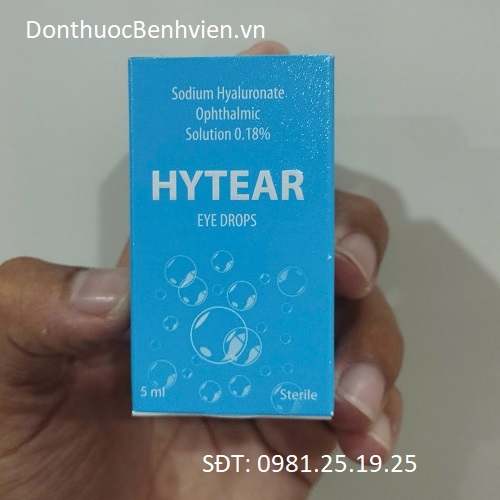 DonthuocBenhvien.vn
Sodium Hyaluronate
Ophthalmic
Solution 0.18%
HYTEAR
EYE DROPS
5 ml
Sterile
SĐT: 0981.25.19.25